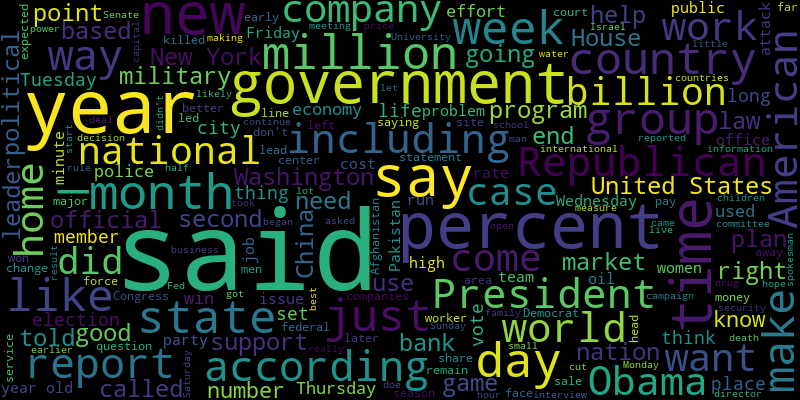 said
year
government
percent
new
time
say
million
state
week
day
just
President
country
like
national
month
group
world
report
according
company
billion
Republican
including
American
make
way
Obama
want
case
come
work
home
did
United States
New York
Washington
official
military
program
second
support
called
number
good
told
bank
market
right
plan
game
nation
know
House
help
going
end
law
point
based
political
leader
need
China
use
city
police
thing
member
economy
Tuesday
Friday
Thursday
Wednesday
election
party
set
issue
win
run
high
team
vote
think
place
used
women
office
long
public
attack
effort
problem
life
minute
job
cost
Pakistan
Afghanistan
Congress
federal
Democrat
worker
oil
area
head
face
sale
share
remain
later
question
service
change
force
major
killed
better
led
line
early
court
Senate
power
making
Israel
University
price
water
little
far
expected
capital
likely
let
countries
deal
didn't
don't
continue
saying
site
school
man
left
lead
decision
start
rule
half
center
statement
rate
international
reported
information
won
took
lot
began
asked
meeting
measure
pay
children
committee
came
live
away
spokesman
result
business
men
Fed
got
best
companies
open
drug
hope
money
security
campaign
death
family
Sunday
small
really
season
doe
hour
interview
cut
Monday
director
earlier
year old
Saturday